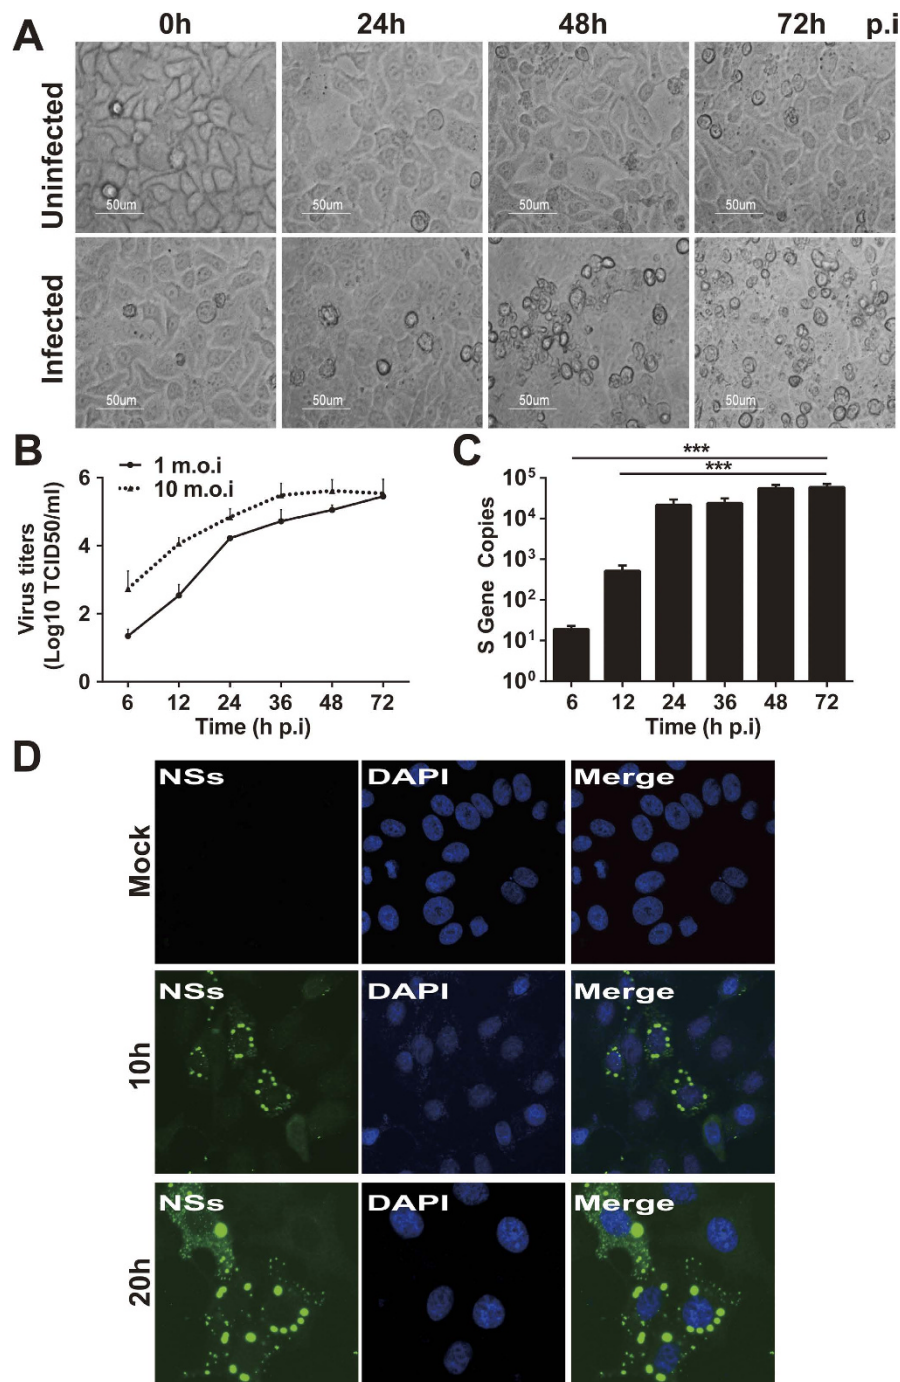 A
0h 24h 48h 72h p.i
Uninfected
50um 50um 50um 50um
Infected
50um 50um 50um 50um
B
1 m.o.i
10 m.o.i
Virus titers
(Log10 TCID50/ml)
6
4
2
0
6 12 24 36 48 72
Time (h p.i)
C
***
***
S Gene Copies
10⁵
10⁴
10³
10²
10¹
10⁰
6 12 24 36 48 72
Time (h p.i)
D
Mock
NSs DAPI Merge
10h
NSs DAPI Merge
20h
NSs DAPI Merge